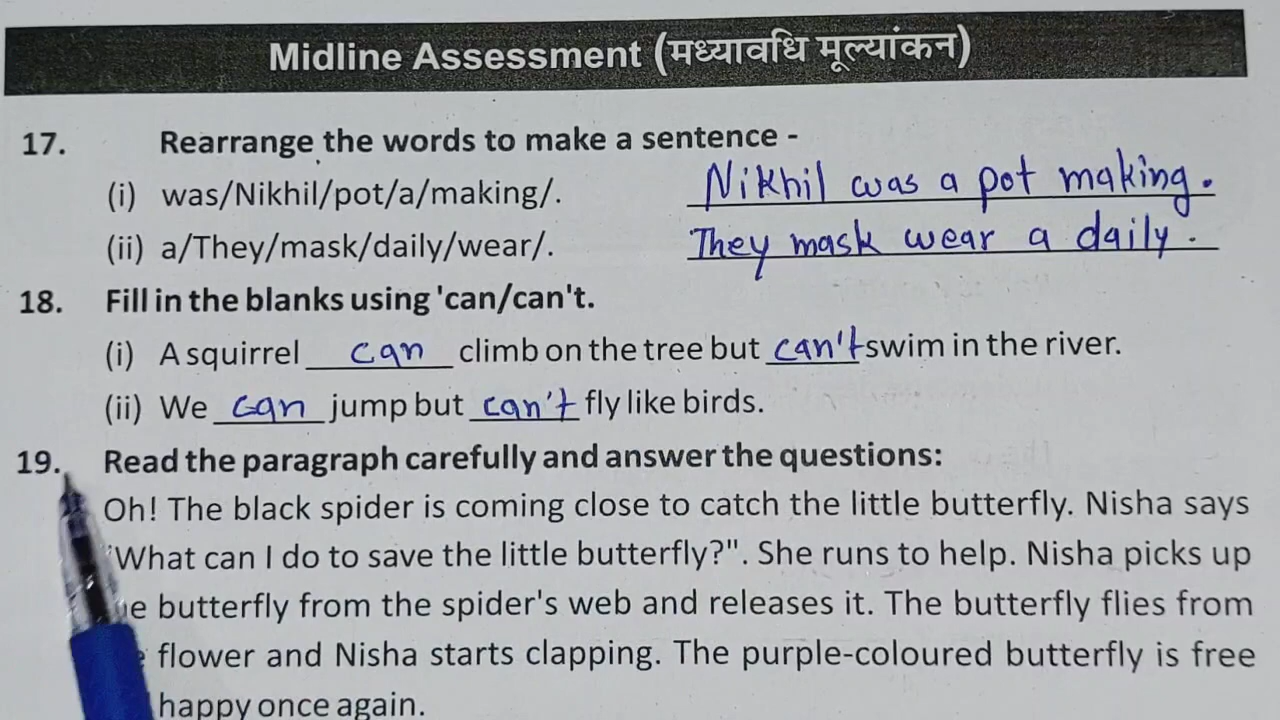 Midline Assessment (मध्यावधि मूल्यांकन)
17. Rearrange the words to make a sentence -
(i) was/Nikhil/pot/a/making/. Nikhil was a pot making.
(ii) a/They/mask/daily/wear/. They mask wear a daily.
18. Fill in the blanks using 'can/can't.
(i) A squirrel can climb on the tree but can't swim in the river.
(ii) We can jump but can't fly like birds.
19. Read the paragraph carefully and answer the questions:
Oh! The black spider is coming close to catch the little butterfly. Nisha says
"What can I do to save the little butterfly?". She runs to help. Nisha picks up
butterfly from the spider's web and releases it. The butterfly flies from
flower and Nisha starts clapping. The purple-coloured butterfly is free
happy once again.